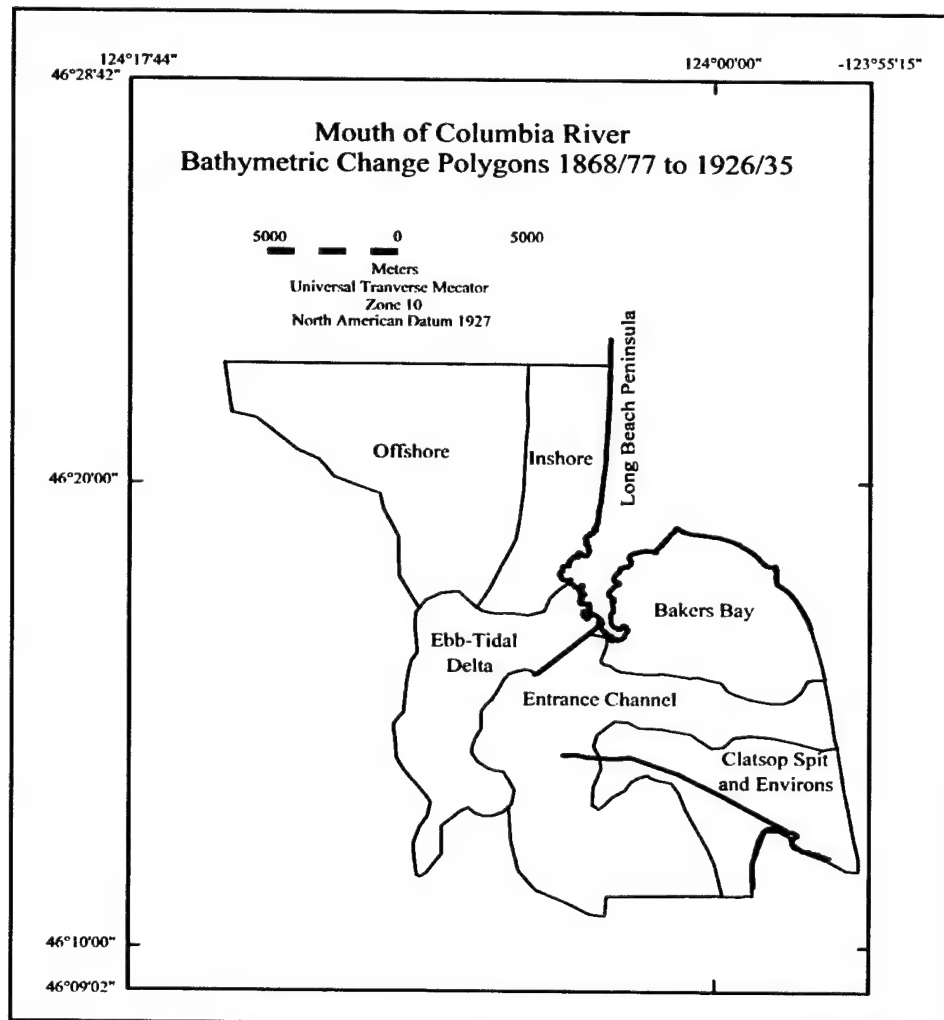 124°17'44" 124°00'00" -123°55'15"
46°28'42"
Mouth of Columbia River
Bathymetric Change Polygons 1868/77 to 1926/35
5000 0 5000
Meters
Universal Tranverse Mecator
Zone 10
North American Datum 1927
Long Beach Peninsula
Offshore
Inshore
46°20'00"
Bakers Bay
Ebb-Tidal
Delta
Entrance Channel
Clatsop Spit
and Environs
46°10'00"
46°09'02"